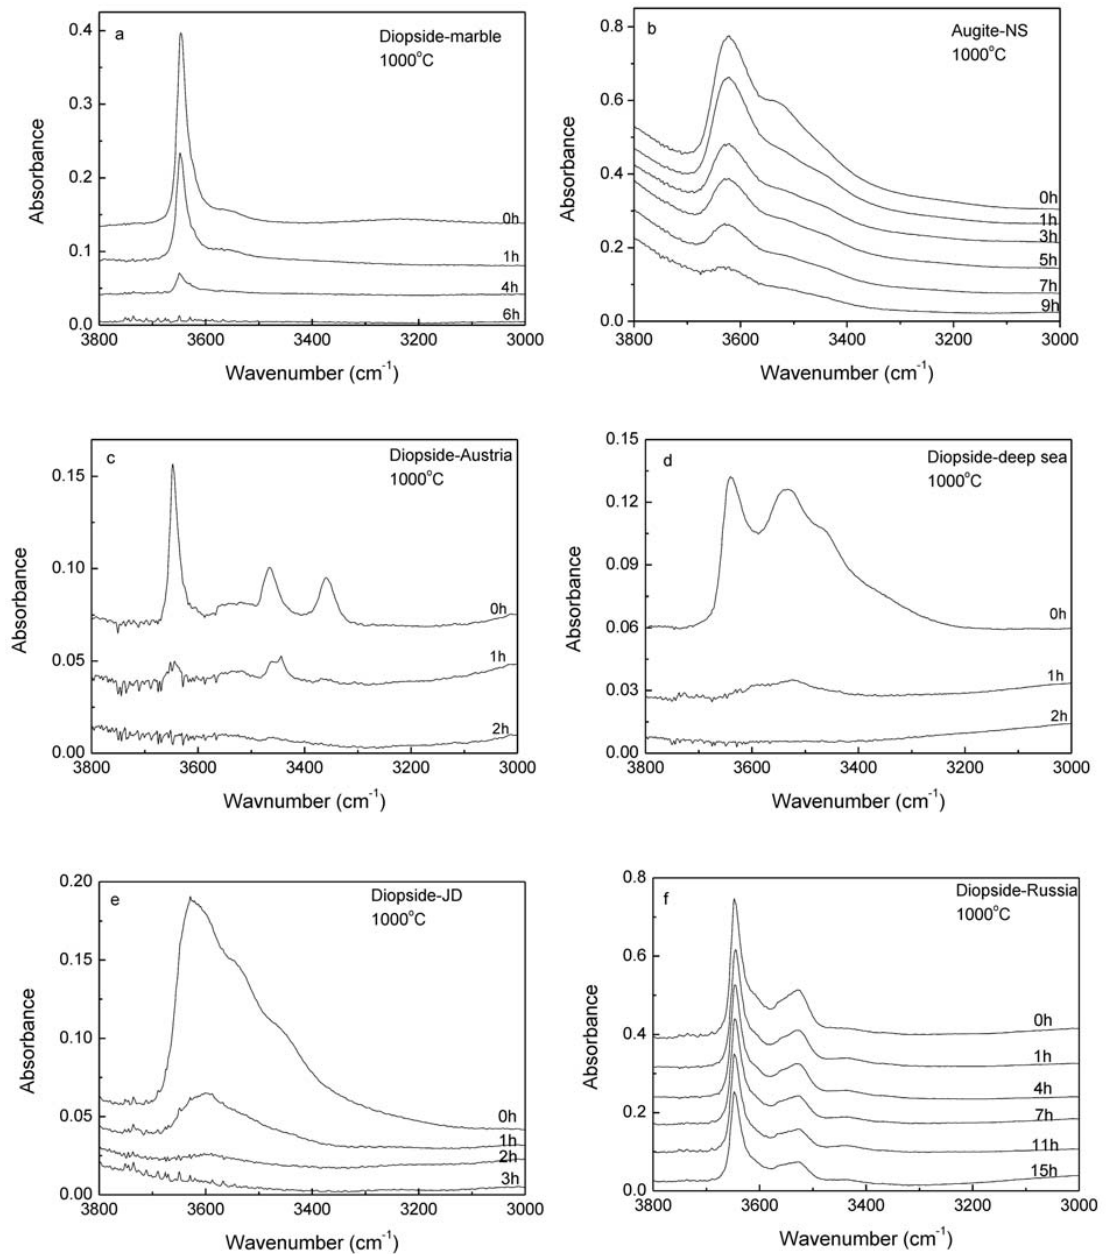 a
Diopside-marble
1000°C
0.4
0.3
0.2
0.1
0.0
Absorbance
0h
1h
4h
6h
3800 3600 3400 3200 3000
Wavenumber (cm⁻¹)
b
Augite-NS
1000°C
0.8
0.6
0.4
0.2
0.0
Absorbance
0h
1h
3h
5h
7h
9h
3800 3600 3400 3200 3000
Wavenumber (cm⁻¹)
c
Diopside-Austria
1000°C
0.15
0.10
0.05
0.00
Absorbance
0h
1h
2h
3800 3600 3400 3200 3000
Wavnumber (cm⁻¹)
d
Diopside-deep sea
1000°C
0.15
0.12
0.09
0.06
0.03
0.00
Absorbance
0h
1h
2h
3800 3600 3400 3200 3000
Wavenumber (cm⁻¹)
e
Diopside-JD
1000°C
0.20
0.15
0.10
0.05
0.00
Absorbance
0h
1h
2h
3h
3800 3600 3400 3200 3000
Wavenumber (cm⁻¹)
f
Diopside-Russia
1000°C
0.8
0.6
0.4
0.2
0.0
Absorbance
0h
1h
4h
7h
11h
15h
3800 3600 3400 3200 3000
Wavenumber (cm⁻¹)